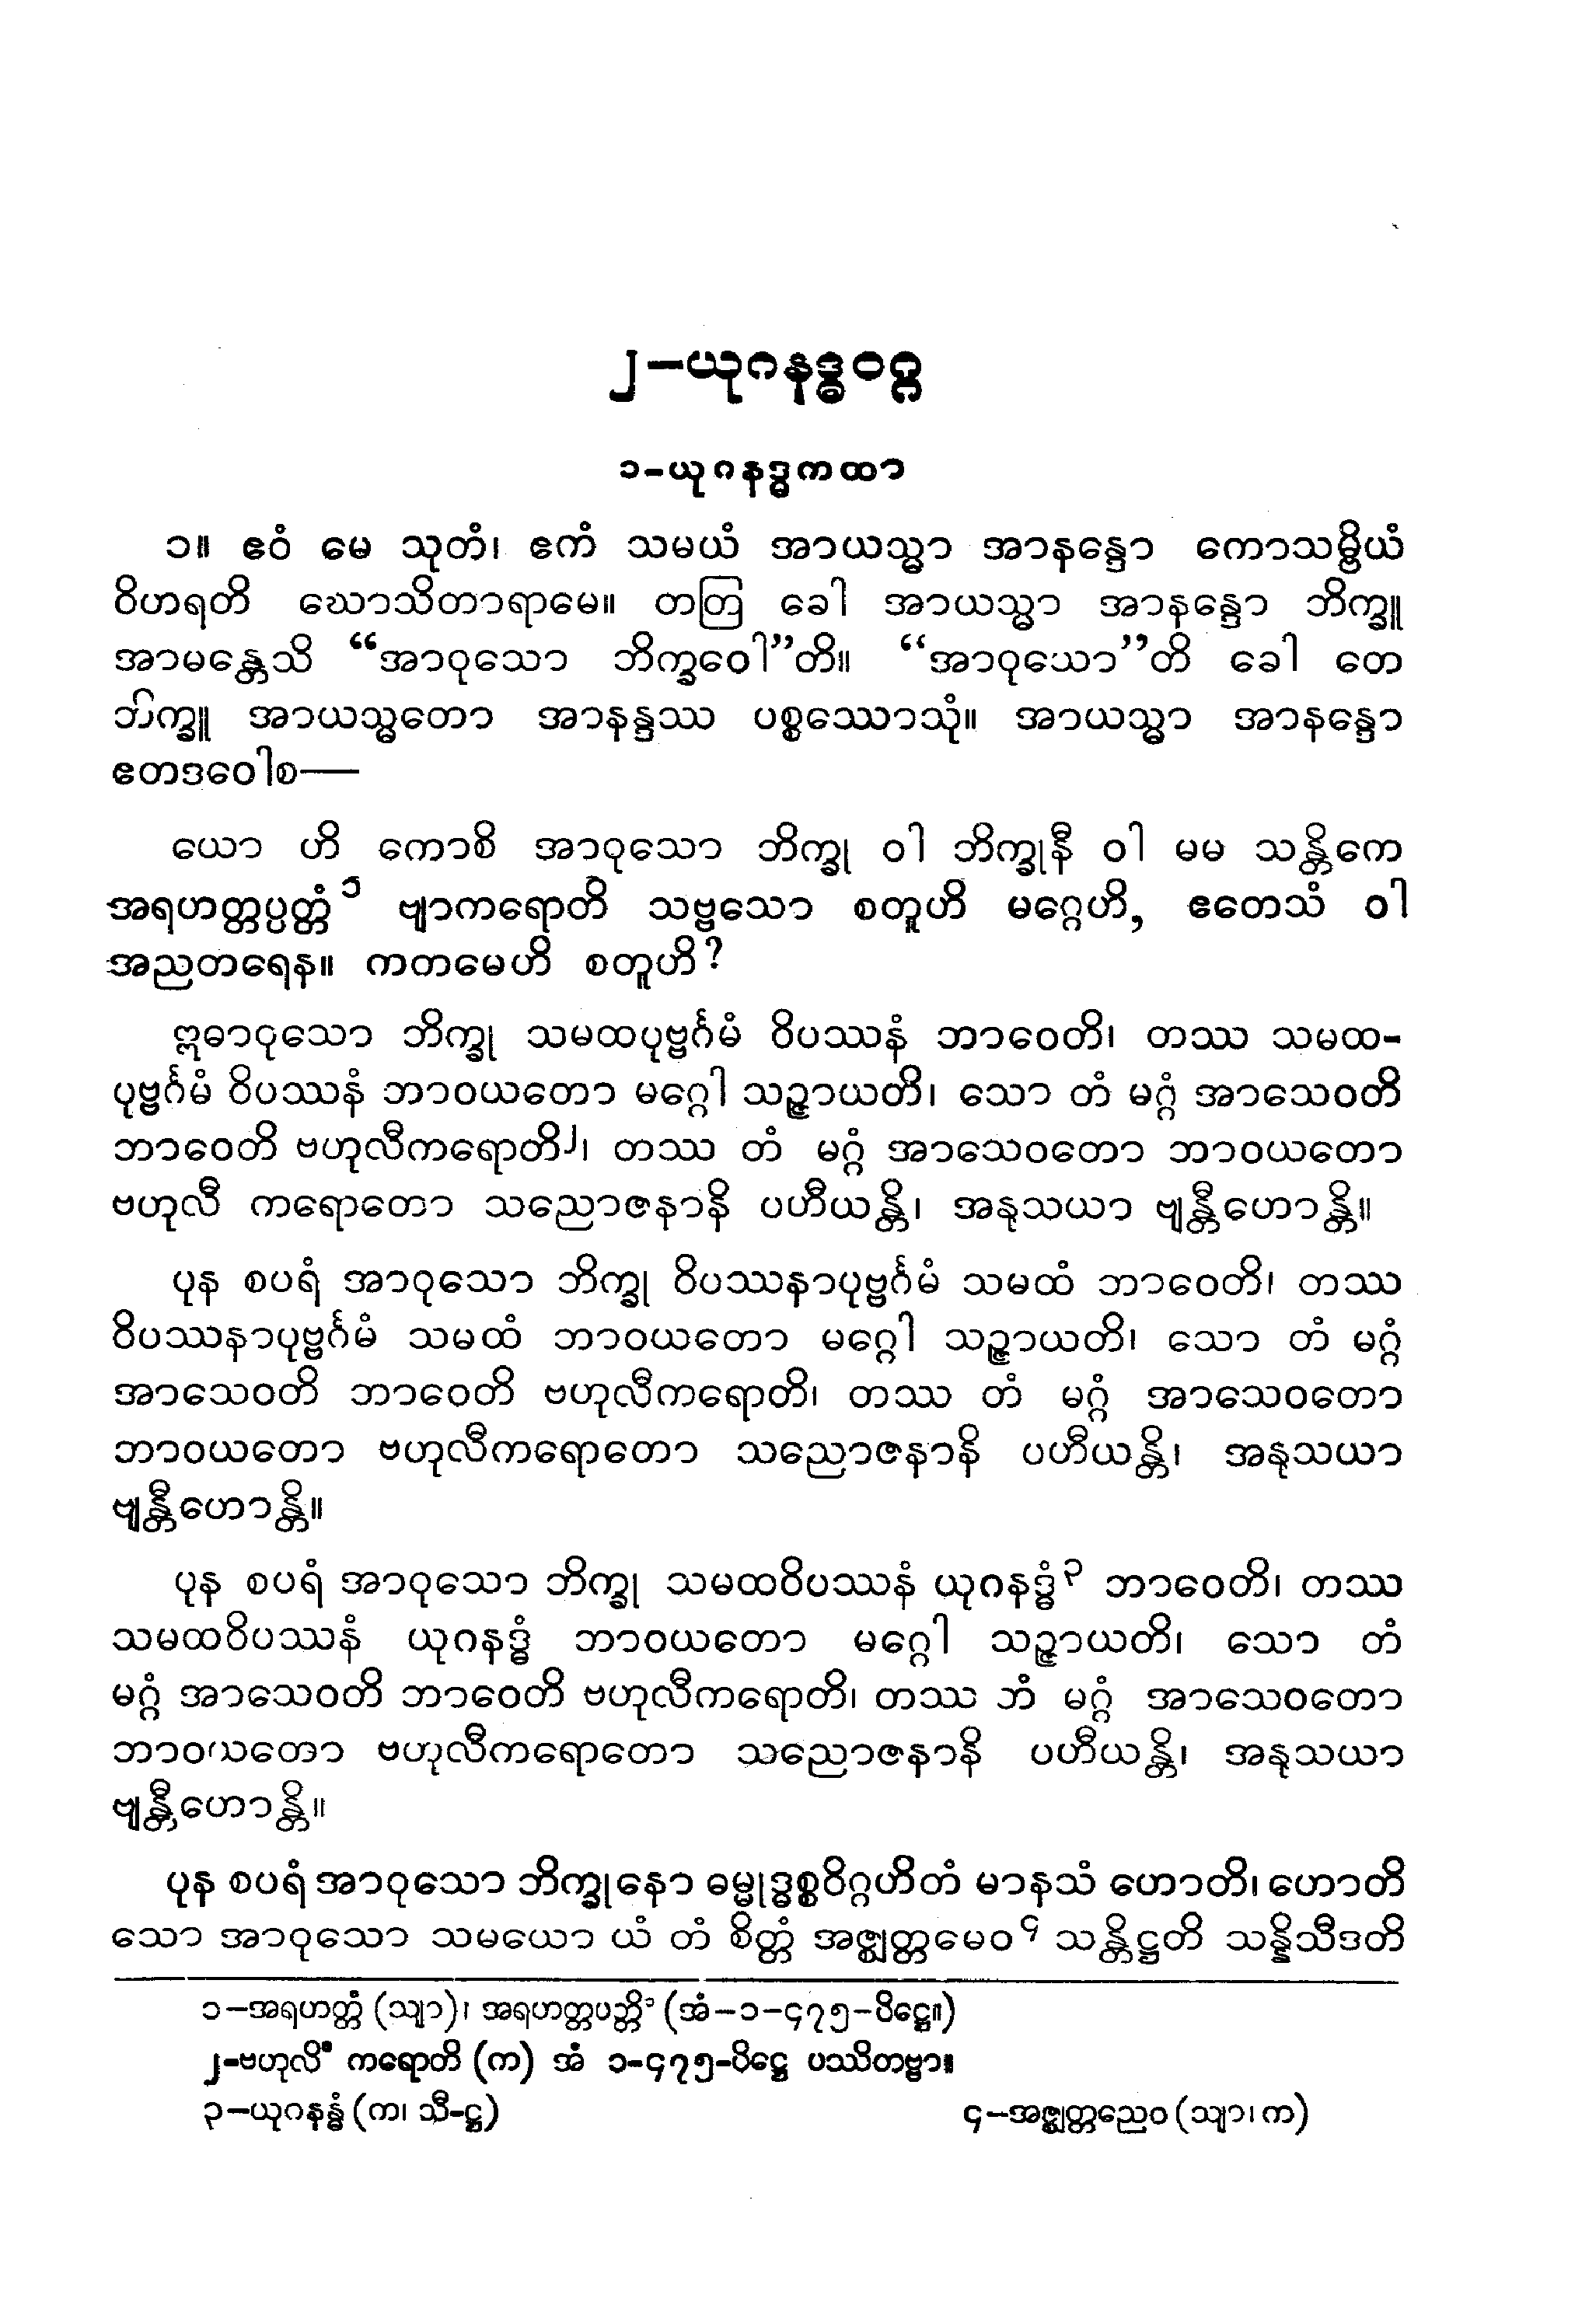 ၂–ယုဂနဒ္ဓဝဂ္ဂ
၁–ယုဂနဒ္ဓကထာ
၁။ ဧဝံ မေ သုတံ၊ ဧကံ သမယံ အာယသ္မာ အာနန္ဒော ကောသမ္ဗိယံ
ဝိဟရတိ ဃောသိတာရာမေ။ တတြ ခေါ အာယသ္မာ အာနန္ဒော ဘိက္ခူ
အာမန္တေသိ “အာဝုသော ဘိက္ခဝေါ”တိ။ “အာဝုသော”တိ ခေါ တေ
ဘိက္ခူ အာယသ္မတော အာနန္ဒဿ ပစ္စဿောသုံ။ အာယသ္မာ အာနန္ဒော
ဧတဒဝေါစ—
ယော ဟိ ကောစိ အာဝုသော ဘိက္ခု ဝါ ဘိက္ခုနီ ဝါ မမ သန္တိကေ
အရဟတ္တပ္ပတ္တံ ၁ ဗျာကရောတိ သဗ္ဗသော စတူဟိ မဂ္ဂေဟိ, ဧတေသံ ဝါ
အညတရေန။ ကတမေဟိ စတူဟိ?
ဣဓာဝုသော ဘိက္ခု သမထပုဗ္ဗင်္ဂမံ ဝိပဿနံ ဘာဝေတိ၊ တဿ သမထ–
ပုဗ္ဗင်္ဂမံ ဝိပဿနံ ဘာဝယတော မဂ္ဂေါ သဉ္ဇာယတိ၊ သော တံ မဂ္ဂံ အာသေဝတိ
ဘာဝေတိ ဗဟုလီကရောတိ၂၊ တဿ တံ မဂ္ဂံ အာသေဝတော ဘာဝယတော
ဗဟုလီ ကရောတော သညောဇနာနိ ပဟီယန္တိ၊ အနုသယာ ဗျန္တီဟောန္တိ။
ပုန စပရံ အာဝုသော ဘိက္ခု ဝိပဿနာပုဗ္ဗင်္ဂမံ သမထံ ဘာဝေတိ၊ တဿ
ဝိပဿနာပုဗ္ဗင်္ဂမံ သမထံ ဘာဝယတော မဂ္ဂေါ သဉ္ဇာယတိ၊ သော တံ မဂ္ဂံ
အာသေဝတိ ဘာဝေတိ ဗဟုလီကရောတိ၊ တဿ တံ မဂ္ဂံ အာသေဝတော
ဘာဝယတော ဗဟုလီကရောတော သညောဇနာနိ ပဟီယန္တိ၊ အနုသယာ
ဗျန္တီဟောန္တိ။
ပုန စပရံ အာဝုသော ဘိက္ခု သမထဝိပဿနံ ယုဂနဒ္ဓံ၃ ဘာဝေတိ၊ တဿ
သမထဝိပဿနံ ယုဂနဒ္ဓံ ဘာဝယတော မဂ္ဂေါ သဉ္ဇာယတိ၊ သော တံ
မဂ္ဂံ အာသေဝတိ ဘာဝေတိ ဗဟုလီကရောတိ၊ တဿ တံ မဂ္ဂံ အာသေဝတော
ဘာဝယတော ဗဟုလီကရောတော သညောဇနာနိ ပဟီယန္တိ၊ အနုသယာ
ဗျန္တီဟောန္တိ။
ပုန စပရံ အာဝုသော ဘိက္ခုနော ဓမ္မုဒ္ဓစ္စဝိဂ္ဂဟိတံ မာနသံ ဟောတိ၊ ဟောတိ
သော အာဝုသော သမယော ယံ တံ စိတ္တံ အဇ္ဈတ္တမေဝ၄ သန္တိဋ္ဌတိ သန္နိသီဒတိ
၁–အရဟတ္တံ (သျာ)၊ အရဟတ္တပတ္တိံ (အံ–၁–၄၇၅–ပိဋ္ဌေ။)
၂–ဗဟုလိံ ကရောတိ (က) အံ ၁–၄၇၅–ပိဋ္ဌေ ပဿိတဗ္ဗာ။
၃–ယုဂနန္ဓံ (က၊ သီ–ဋ္ဌ)
၄–အဇ္ဈတ္တညေဝ (သျာ၊ က)